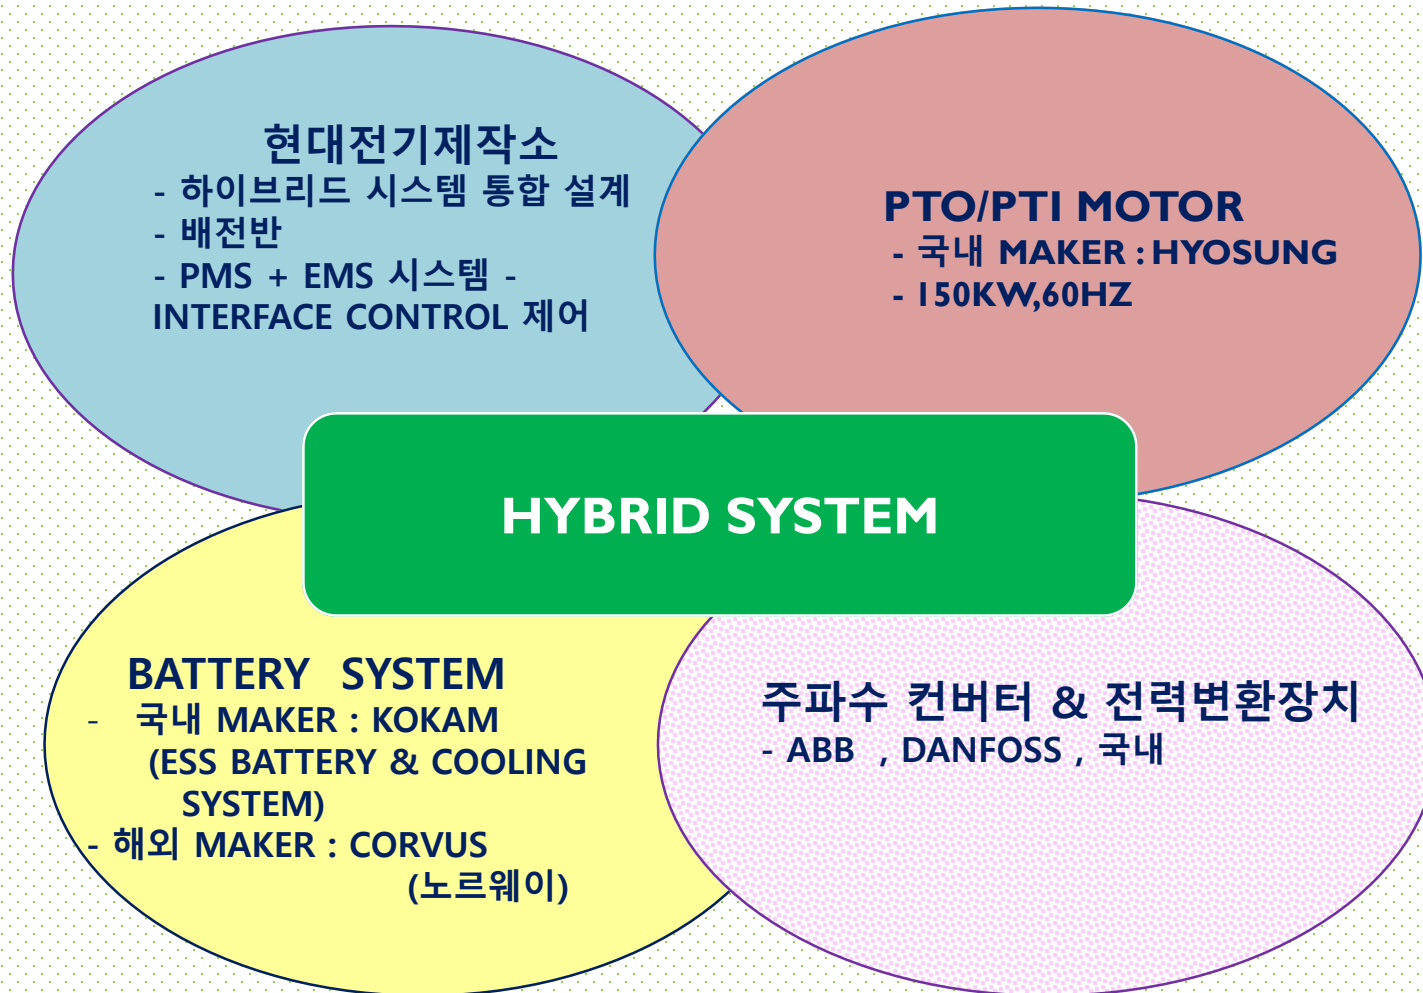 현대전기제작소
- 하이브리드 시스템 통합 설계
- 배전반
- PMS + EMS 시스템 -
INTERFACE CONTROL 제어
PTO/PTI MOTOR
- 국내 MAKER : HYOSUNG
- 150KW,60HZ
HYBRID SYSTEM
BATTERY SYSTEM
- 국내 MAKER : KOKAM
(ESS BATTERY & COOLING
SYSTEM)
- 해외 MAKER : CORVUS
(노르웨이)
주파수 컨버터 & 전력변환장치
- ABB , DANFOSS , 국내